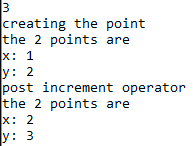 3
creating the point
the 2 points are
x: 1
y: 2
post increment operator
the 2 points are
x: 2
y: 3